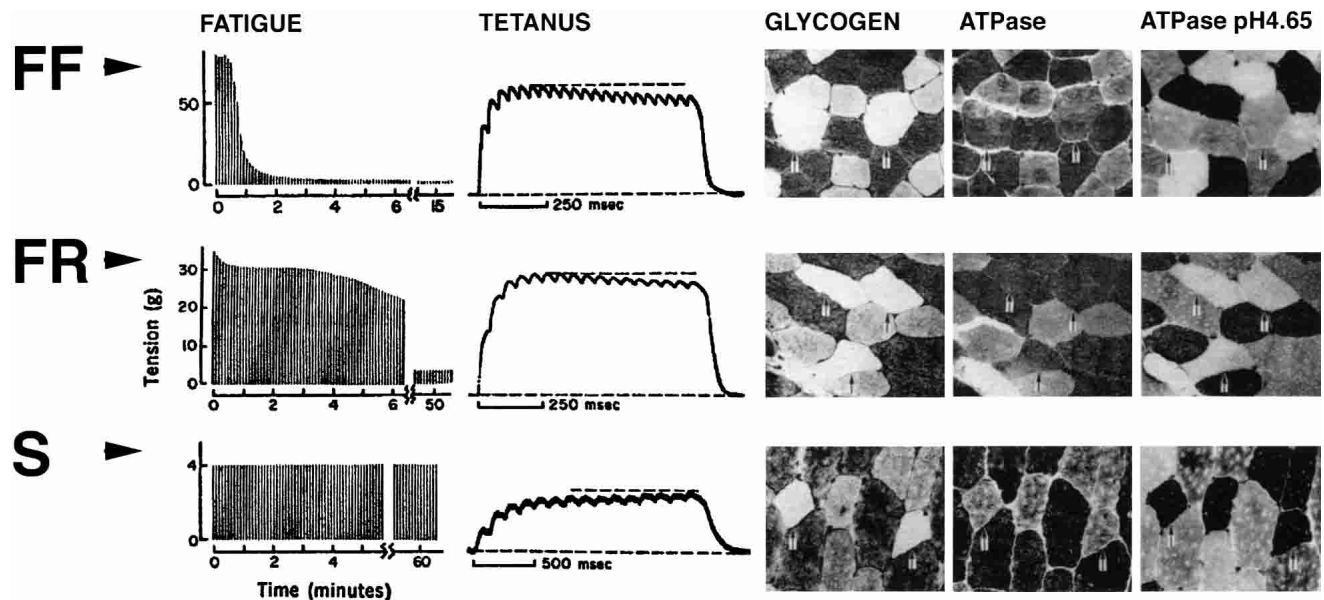 FATIGUE TETANUS GLYCOGEN ATPase ATPase pH4.65
FF
50
0
0 2 4 6 15
250 msec
FR
Tension (g)
30
20
10
0
0 2 4 6 50
250 msec
S
4
0
0 2 4 60
500 msec
Time (minutes)